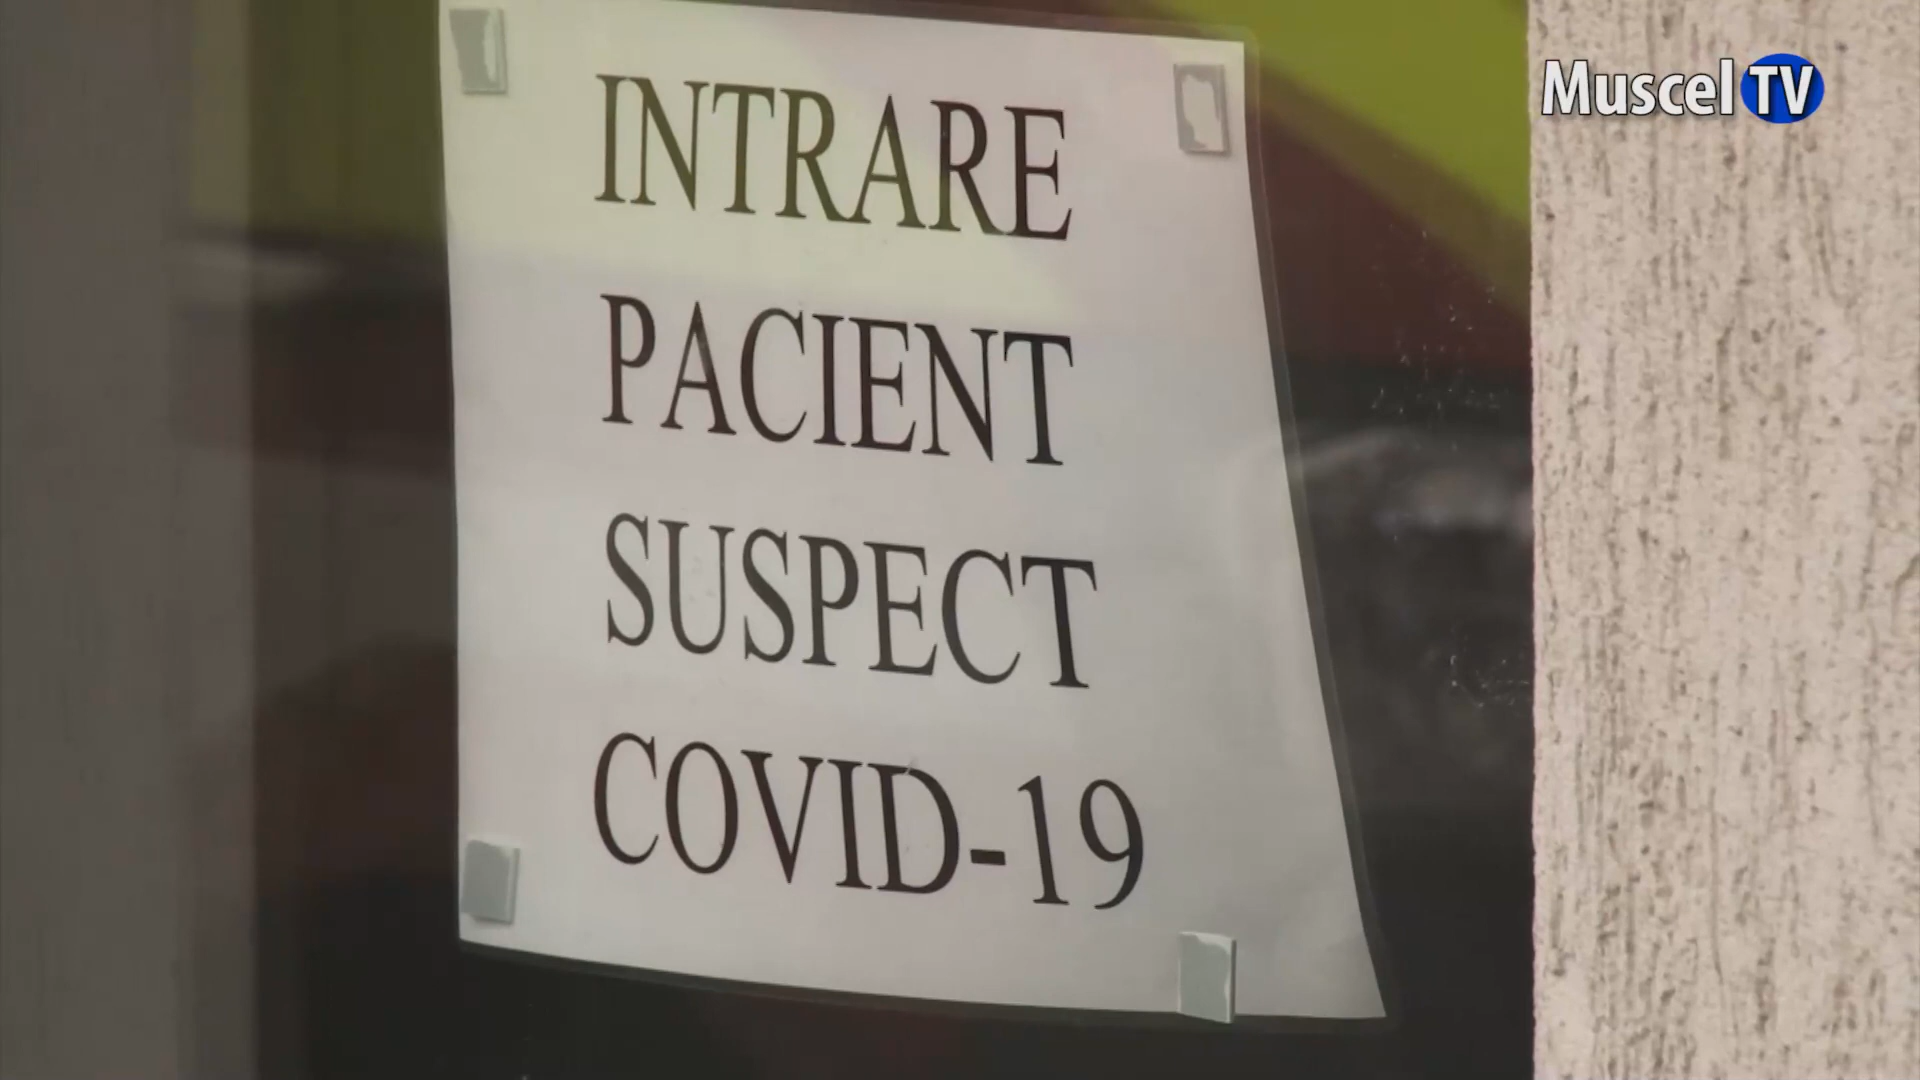 Muscel TV
INTRARE
PACIENT
SUSPECT
COVID-19